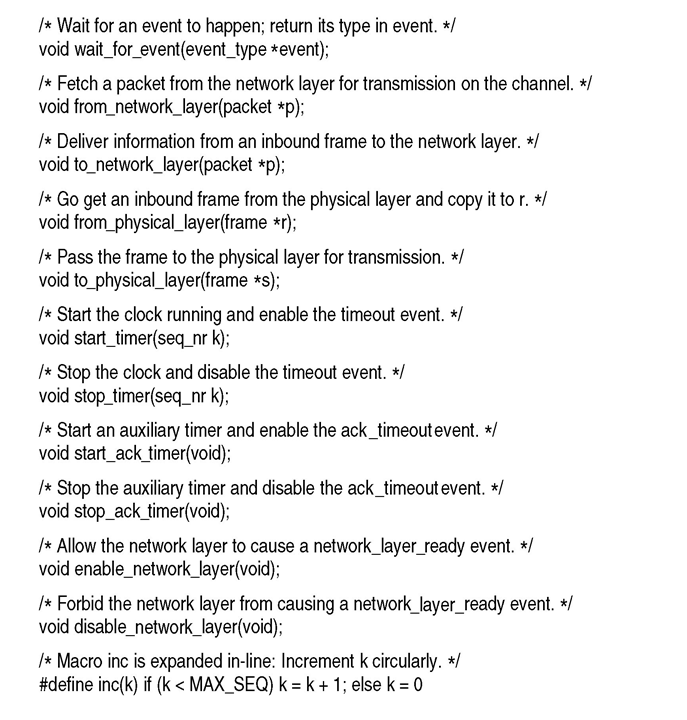 /* Wait for an event to happen; return its type in event. */
void wait_for_event(event_type *event);
/* Fetch a packet from the network layer for transmission on the channel. */
void from_network_layer(packet *p);
/* Deliver information from an inbound frame to the network layer. */
void to_network_layer(packet *p);
/* Go get an inbound frame from the physical layer and copy it to r. */
void from_physical_layer(frame *r);
/* Pass the frame to the physical layer for transmission. */
void to_physical_layer(frame *s);
/* Start the clock running and enable the timeout event. */
void start_timer(seq_nr k);
/* Stop the clock and disable the timeout event. */
void stop_timer(seq_nr k);
/* Start an auxiliary timer and enable the ack_timeout event. */
void start_ack_timer(void);
/* Stop the auxiliary timer and disable the ack_timeout event. */
void stop_ack_timer(void);
/* Allow the network layer to cause a network_layer_ready event. */
void enable_network_layer(void);
/* Forbid the network layer from causing a network_layer_ready event. */
void disable_network_layer(void);
/* Macro inc is expanded in-line: Increment k circularly. */
#define inc(k) if (k < MAX_SEQ) k = k + 1; else k = 0